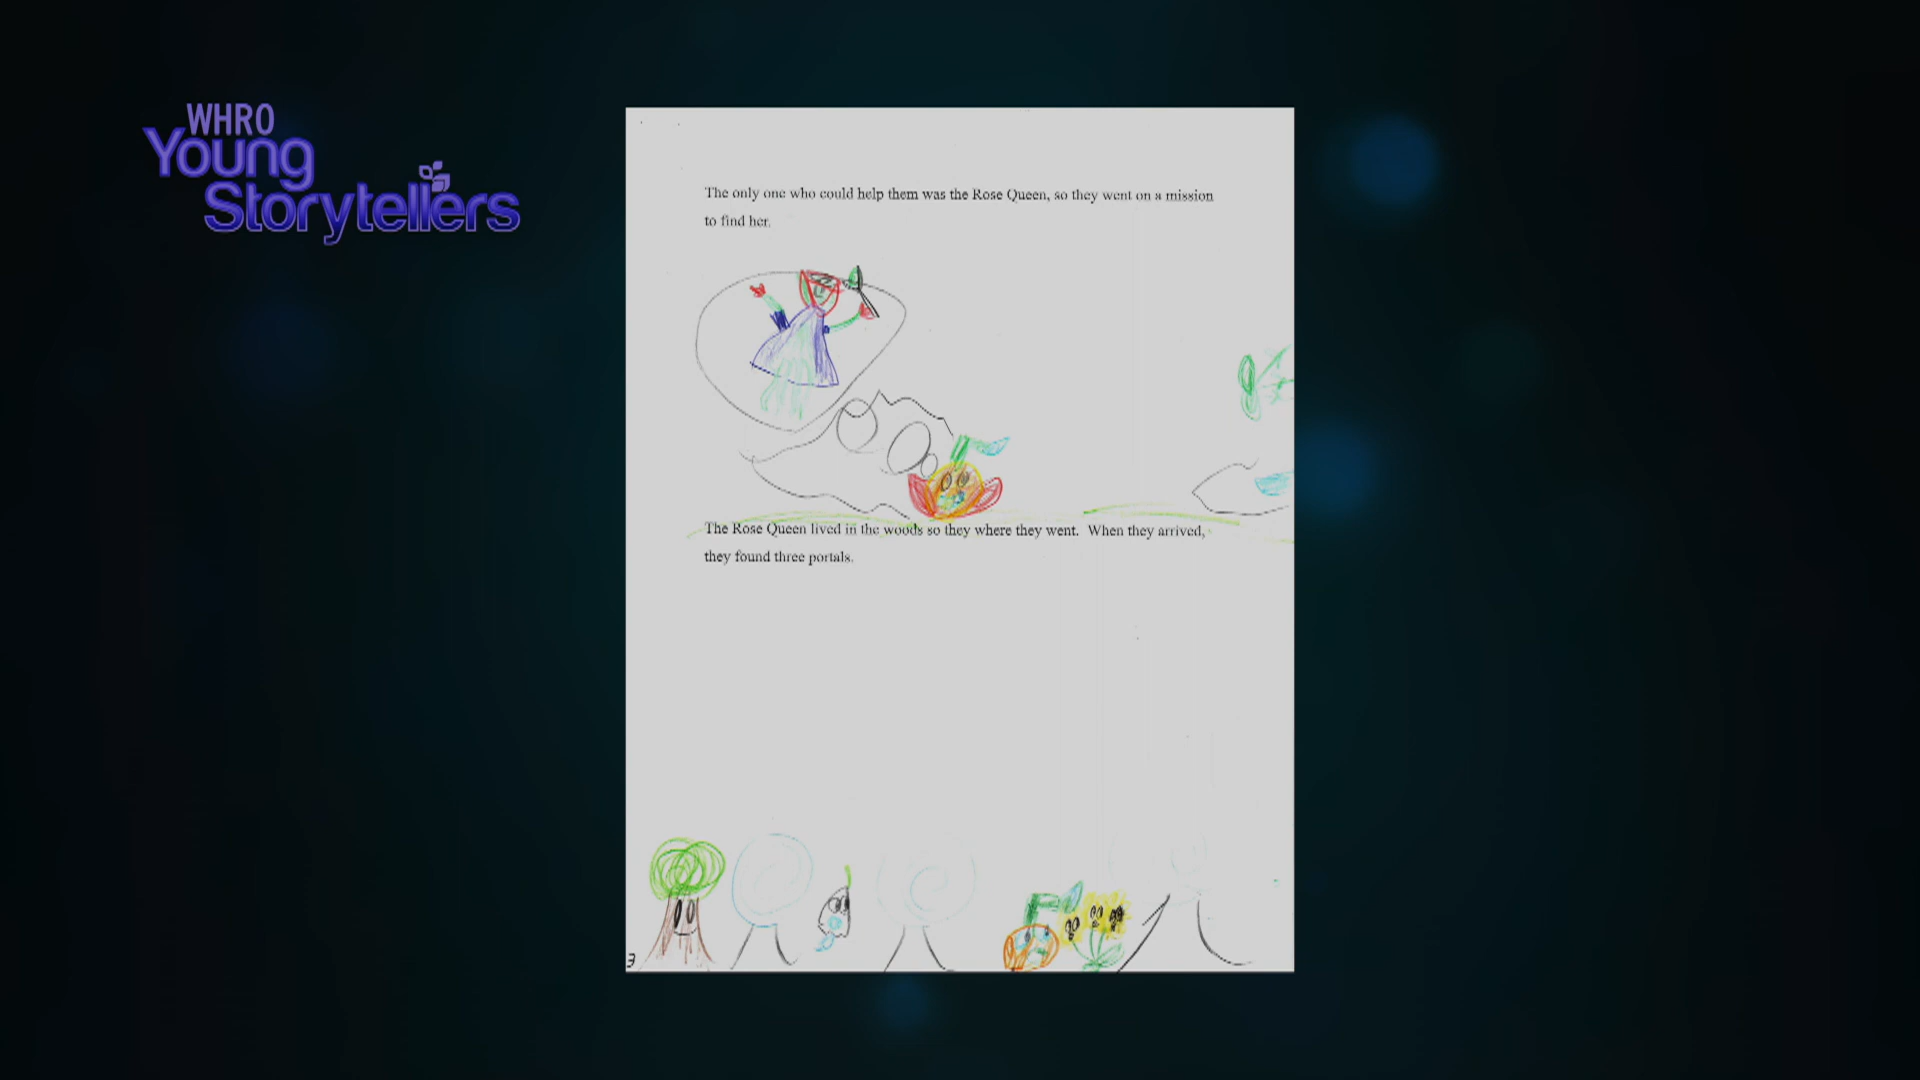 WHRO
Young
Storytellers
The only one who could help them was the Rose Queen, so they went on a mission
to find her.
The Rose Queen lived in the woods so they where they went. When they arrived,
they found three portals.
3